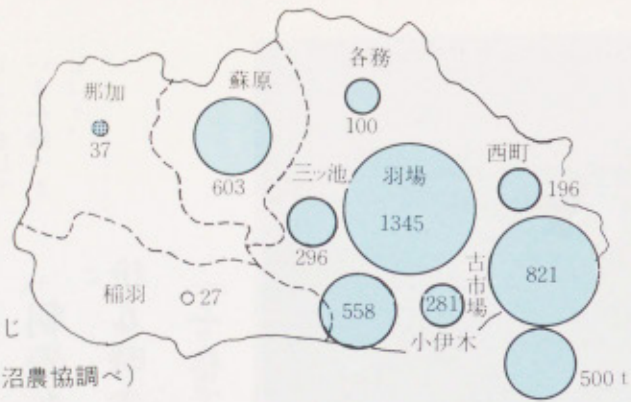 那加
37
蘇原
603
各務
100
西町
196
三ッ池
296
羽場
1345
古市場
821
稲羽
27
558
281
小伊木
500 t
じ
沼農協調べ)